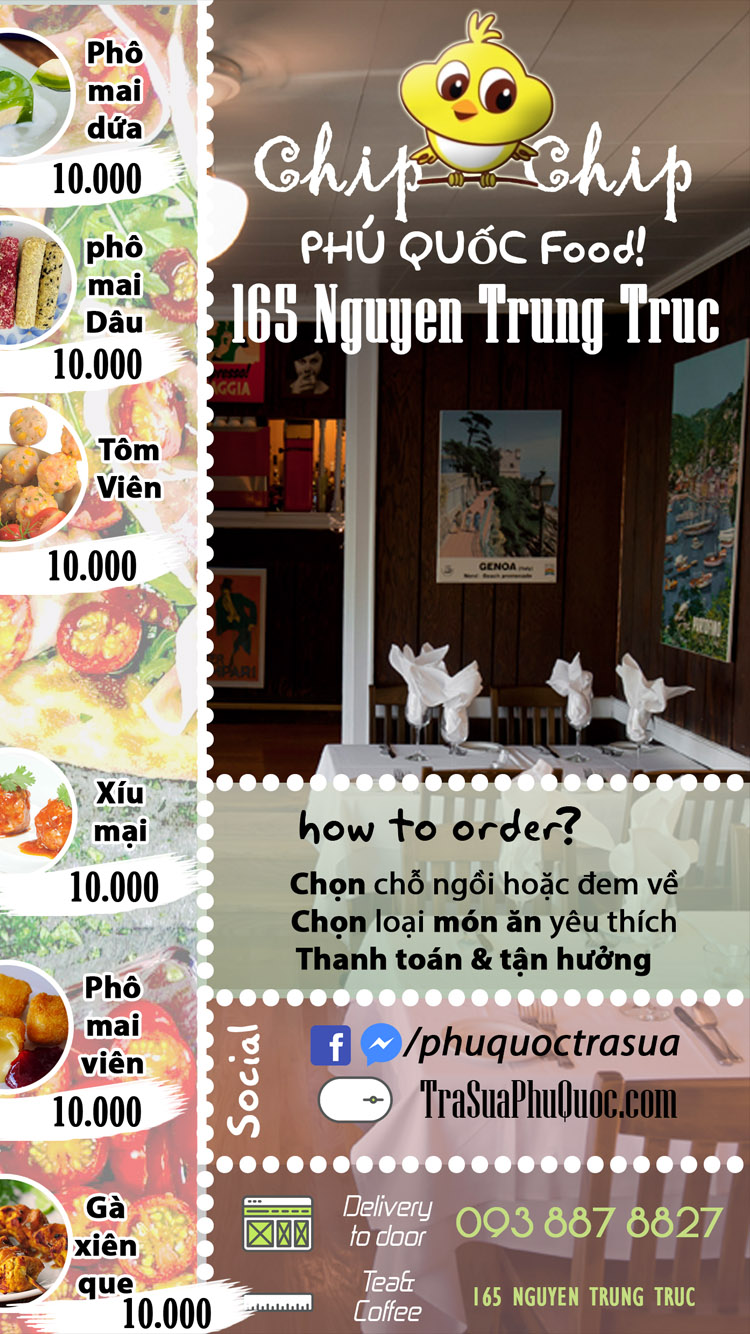 Phô
mai
dứa
10.000
phô
mai
Dâu
10.000
Tôm
Viên
10.000
Xíu
mại
10.000
Phô
mai
viên
10.000
Gà
xiên
que
10.000
Chip Chip
PHÚ QUỐC Food!
165 Nguyen Trung Truc
GENOA (Italy)
how to order?
Chọn chỗ ngồi hoặc đem về
Chọn loại món ăn yêu thích
Thanh toán & tận hưởng
Social
f /phuquoctrasua
TraSuaPhuQuoc.com
Delivery
to door
093 887 8827
Tea&
Coffee
165 NGUYEN TRUNG TRUC